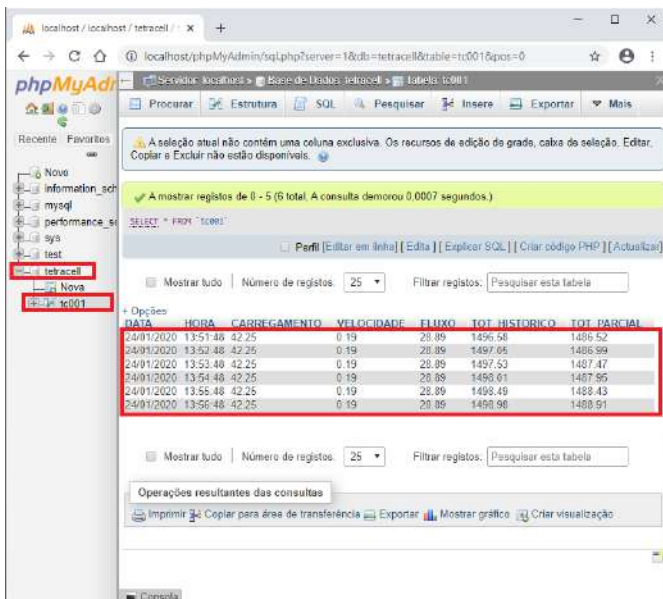 localhost / localhost / tetracell /
localhost/phpMyAdmin/sql.php?server=1&db=tetracell&table=tc001&pos=0
phpMyAdr
Recente Favoritos
Novo
information_sch
mysql
performance_s
sys
test
tetracell
Nova
tc001
Servidor: localhost » Base de Dados: tetracell » Tabela: tc001
Procurar Estrutura SQL Pesquisar Insere Exportar Mais
A seleção atual não contém uma coluna exclusiva. Os recursos de edição de grade, caixa de seleção, Editar,
Copiar e Excluir não estão disponíveis.
A mostrar registos de 0 - 5 (6 total, A consulta demorou 0,0007 segundos.)
SELECT * FROM `tc001`
Perfil [Editar em linha] [ Edita ] [ Explicar SQL ] [ Criar código PHP ] [ Actualizar]
Mostrar tudo Número de registos: 25 Filtrar registos: Pesquisar esta tabela
+ Opções
DATA HORA CARREGAMENTO VELOCIDADE FLUXO TOT_HISTORICO TOT_PARCIAL
24/01/2020 13:51:48 42.25 0.19 28.89 1496.58 1486.52
24/01/2020 13:52:48 42.25 0.19 28.89 1497.05 1486.99
24/01/2020 13:53:48 42.25 0.19 28.89 1497.53 1487.47
24/01/2020 13:54:48 42.25 0.19 28.89 1498.01 1487.95
24/01/2020 13:55:48 42.25 0.19 28.89 1498.49 1488.43
24/01/2020 13:56:48 42.25 0.19 28.89 1498.98 1488.91
Mostrar tudo Número de registos: 25 Filtrar registos: Pesquisar esta tabela
Operações resultantes das consultas
Imprimir Copiar para área de transferência Exportar Mostrar gráfico Criar visualização
Consola